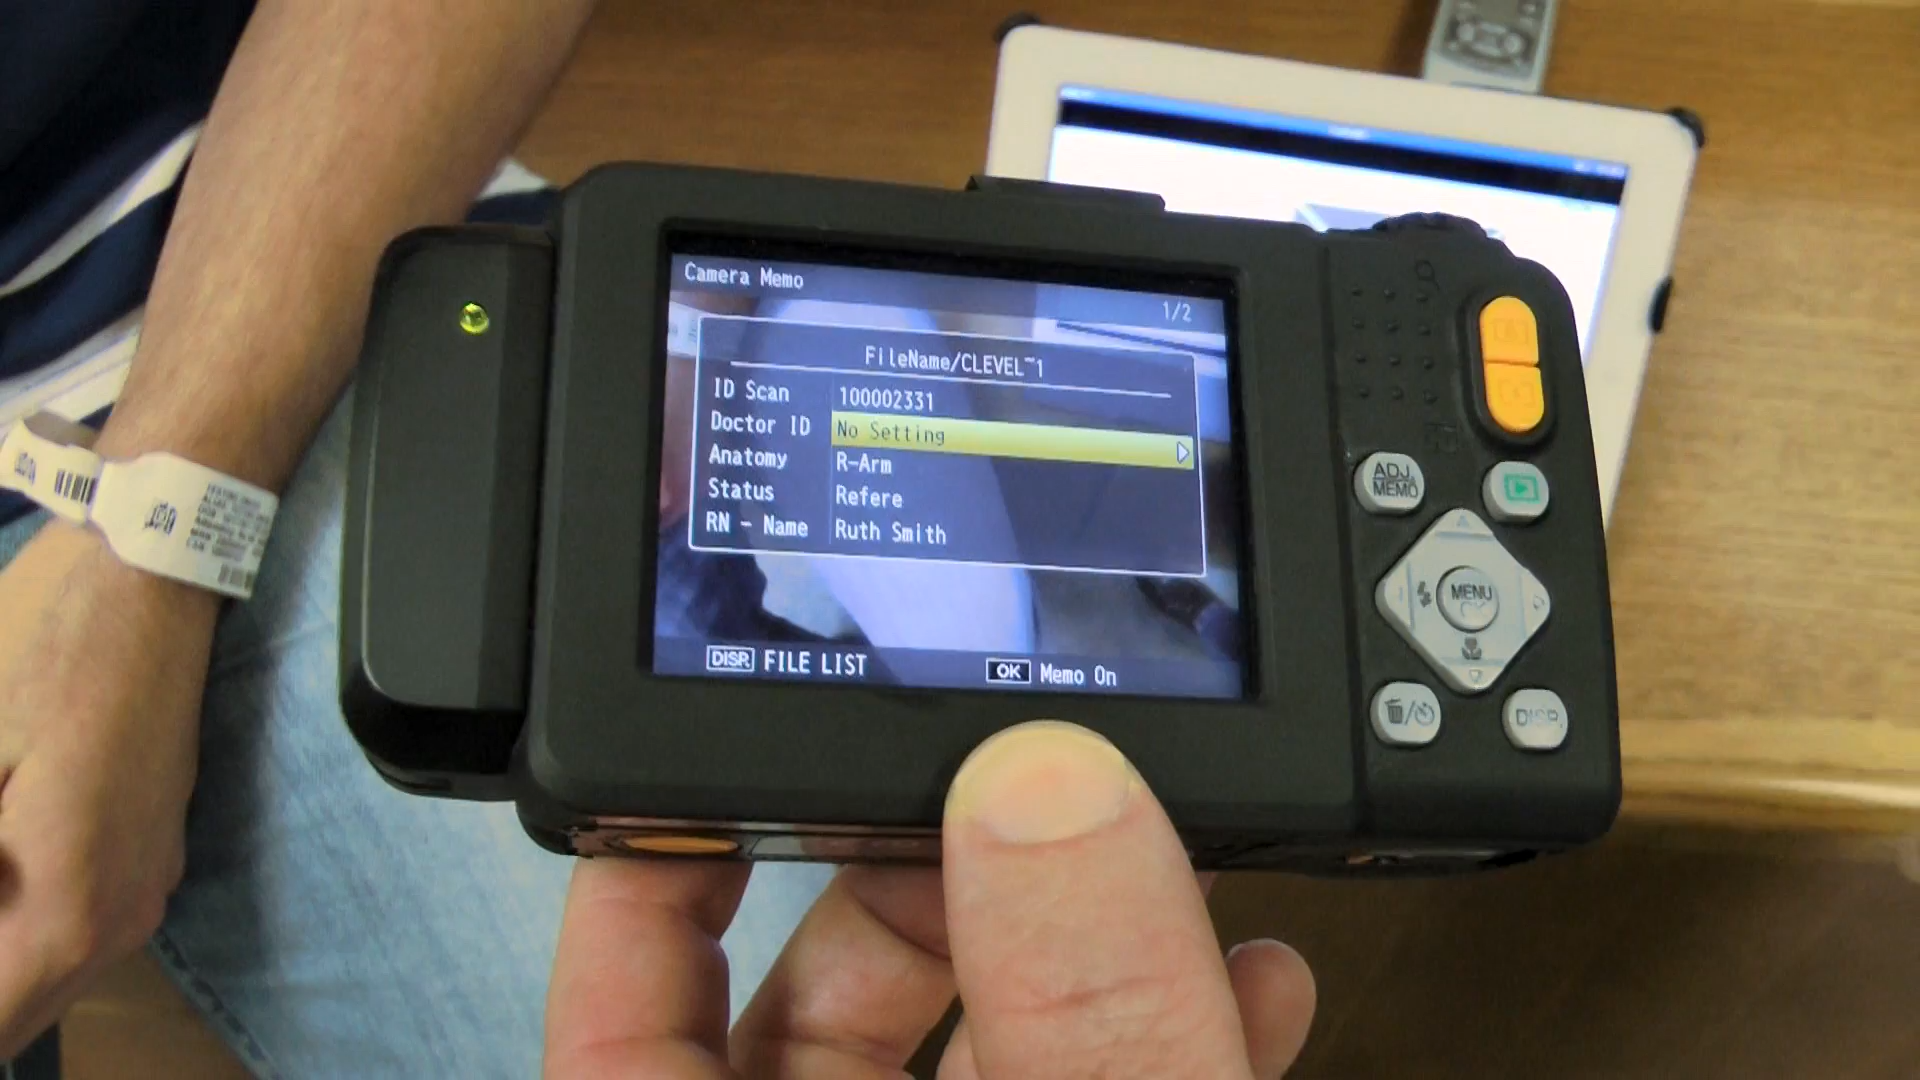 Camera Memo
1/2
FileName/CLEVEL~1
ID Scan 100002331
Doctor ID No Setting
Anatomy R-Arm
Status Refere
RN - Name Ruth Smith
DISP. FILE LIST OK Memo On
ADJ.
MEMO
MENU
DISP.